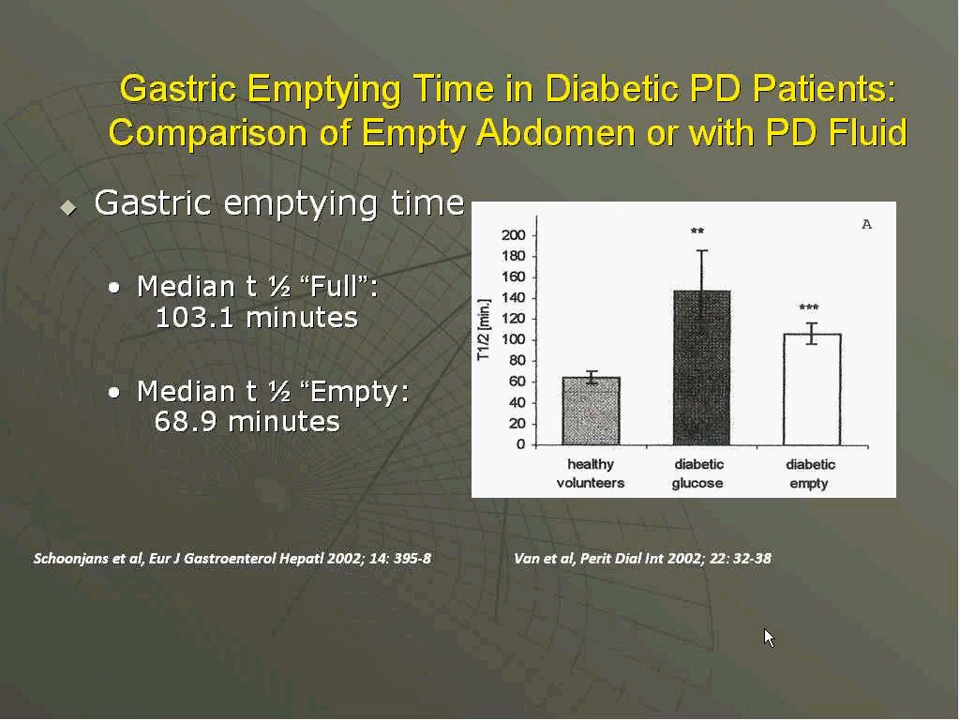 Gastric Emptying Time in Diabetic PD Patients:
Comparison of Empty Abdomen or with PD Fluid
Gastric emptying time
Median t ½ “Full”:
103.1 minutes
Median t ½ “Empty:
68.9 minutes
A
T1/2 [min.]
200
180
160
140
120
100
80
60
40
20
0
**
***
healthy
volunteers
diabetic
glucose
diabetic
empty
Schoonjans et al, Eur J Gastroenterol Hepatl 2002; 14: 395-8
Van et al, Perit Dial Int 2002; 22: 32-38